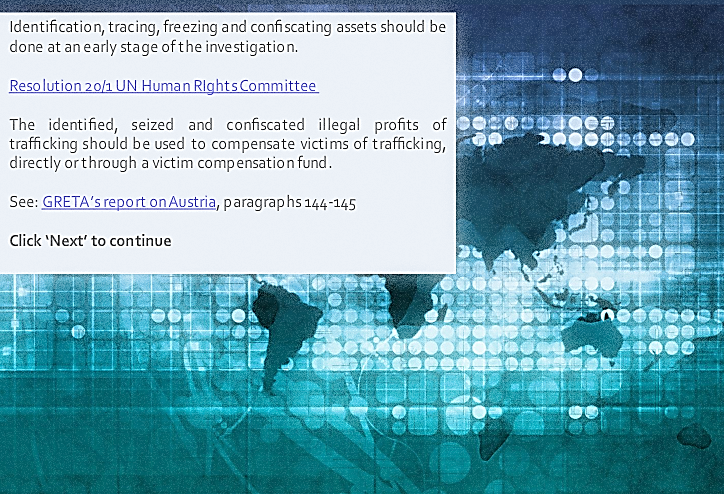 Identification, tracing, freezing and confiscating assets should be
done at an early stage of the investigation.
Resolution 20/1 UN Human RIghts Committee
The identified, seized and confiscated illegal profits of
trafficking should be used to compensate victims of trafficking,
directly or through a victim compensation fund.
See: GRETA's report on Austria, paragraphs 144-145
Click 'Next' to continue